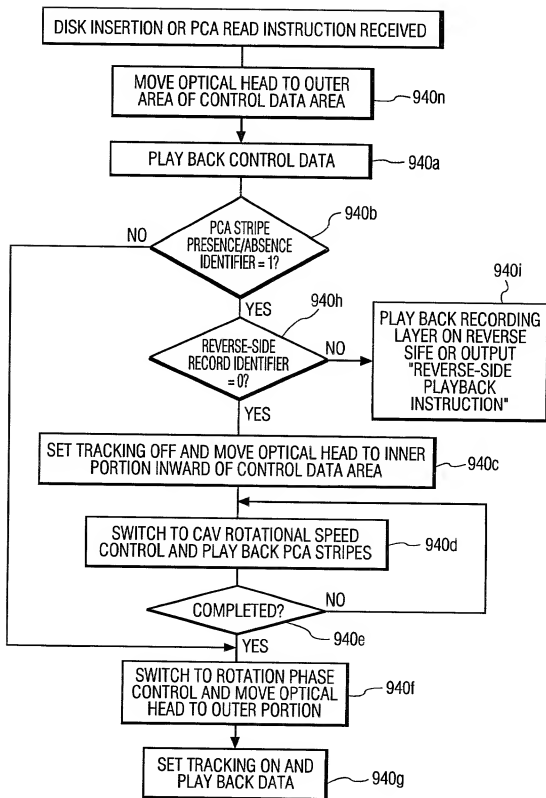 DISK INSERTION OR PCA READ INSTRUCTION RECEIVED
MOVE OPTICAL HEAD TO OUTER
AREA OF CONTROL DATA AREA
940n
PLAY BACK CONTROL DATA
940a
940b
NO
PCA STRIPE
PRESENCE/ABSENCE
IDENTIFIER = 1?
YES
940h
940i
REVERSE-SIDE
RECORD IDENTIFIER
= 0?
NO
PLAY BACK RECORDING
LAYER ON REVERSE
SIFE OR OUTPUT
"REVERSE-SIDE
PLAYBACK
INSTRUCTION"
YES
SET TRACKING OFF AND MOVE OPTICAL HEAD TO INNER
PORTION INWARD OF CONTROL DATA AREA
940c
SWITCH TO CAV ROTATIONAL SPEED
CONTROL AND PLAY BACK PCA STRIPES
940d
COMPLETED?
NO
940e
YES
SWITCH TO ROTATION PHASE
CONTROL AND MOVE OPTICAL
HEAD TO OUTER PORTION
940f
SET TRACKING ON AND
PLAY BACK DATA
940g